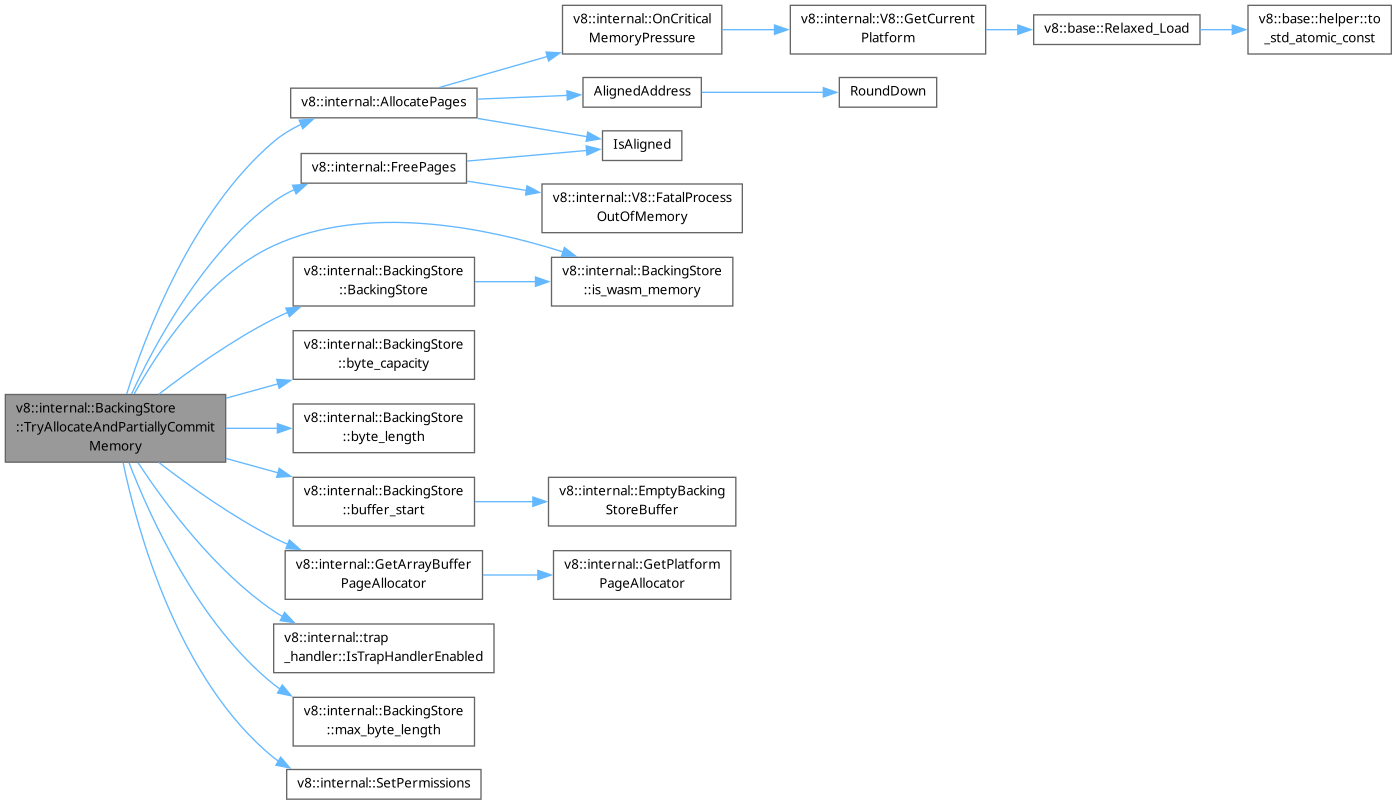 v8::internal::OnCritical
MemoryPressure
v8::internal::V8::GetCurrent
Platform
v8::base::Relaxed_Load
v8::base::helper::to
_std_atomic_const
v8::internal::AllocatePages
AlignedAddress
RoundDown
IsAligned
v8::internal::FreePages
v8::internal::V8::FatalProcess
OutOfMemory
v8::internal::BackingStore
::BackingStore
v8::internal::BackingStore
::is_wasm_memory
v8::internal::BackingStore
::byte_capacity
v8::internal::BackingStore
::TryAllocateAndPartiallyCommit
Memory
v8::internal::BackingStore
::byte_length
v8::internal::BackingStore
::buffer_start
v8::internal::EmptyBacking
StoreBuffer
v8::internal::GetArrayBuffer
PageAllocator
v8::internal::GetPlatform
PageAllocator
v8::internal::trap
_handler::IsTrapHandlerEnabled
v8::internal::BackingStore
::max_byte_length
v8::internal::SetPermissions